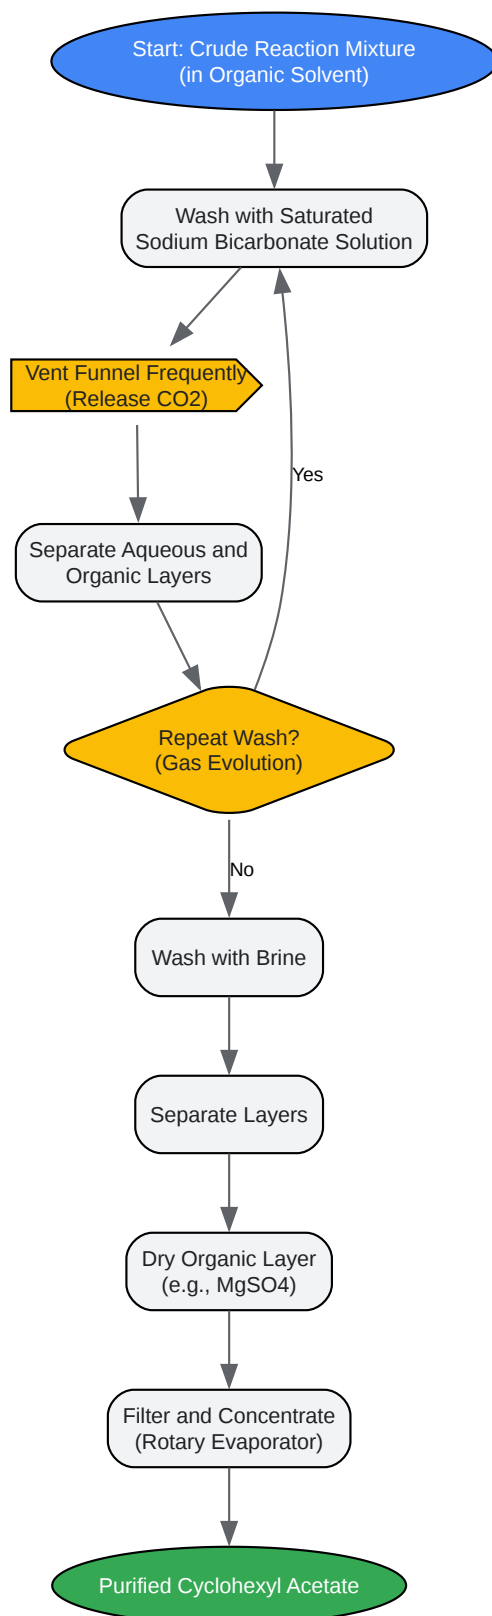 Start: Crude Reaction Mixture
(in Organic Solvent)
Wash with Saturated
Sodium Bicarbonate Solution
Vent Funnel Frequently
(Release CO2)
Yes
Separate Aqueous and
Organic Layers
Repeat Wash?
(Gas Evolution)
No
Wash with Brine
Separate Layers
Dry Organic Layer
(e.g., MgSO4)
Filter and Concentrate
(Rotary Evaporator)
Purified Cyclohexyl Acetate